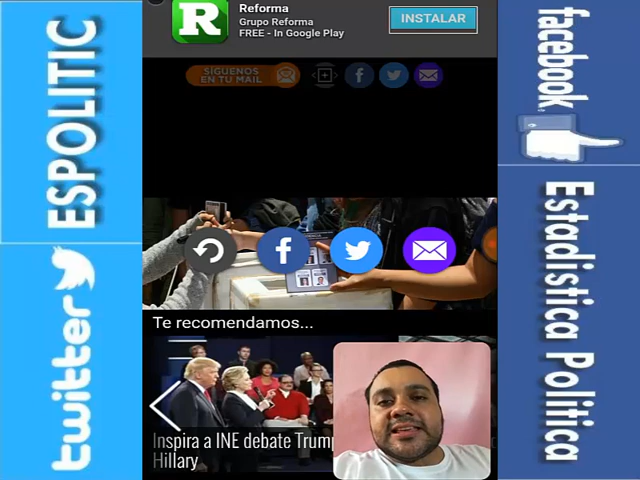 ESPOLITIC
twitter
R
Reforma
Grupo Reforma
FREE - In Google Play
INSTALAR
SÍGUENOS
EN TU MAIL
f
f
Te recomendamos...
Inspira a INE debate Trump
Hillary
facebook
Estadistica Politica